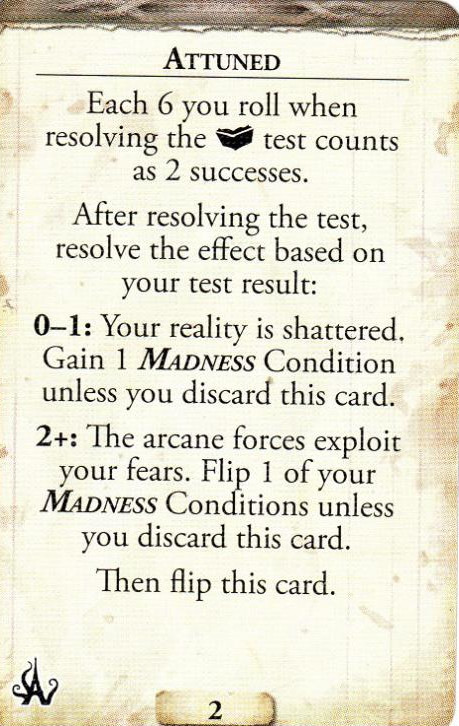 ATTUNED
Each 6 you roll when
resolving the test counts
as 2 successes.
After resolving the test,
resolve the effect based on
your test result:
0–1: Your reality is shattered.
Gain 1 MADNESS Condition
unless you discard this card.
2+: The arcane forces exploit
your fears. Flip 1 of your
MADNESS Conditions unless
you discard this card.
Then flip this card.
2